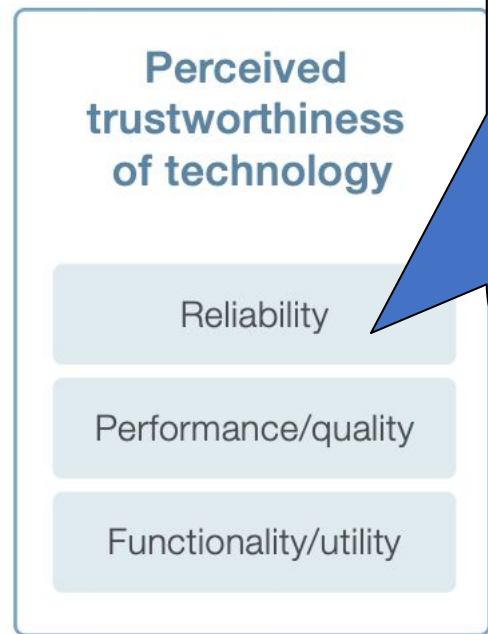 Perceived
trustworthiness
of technology
Reliability
Performance/quality
Functionality/utility